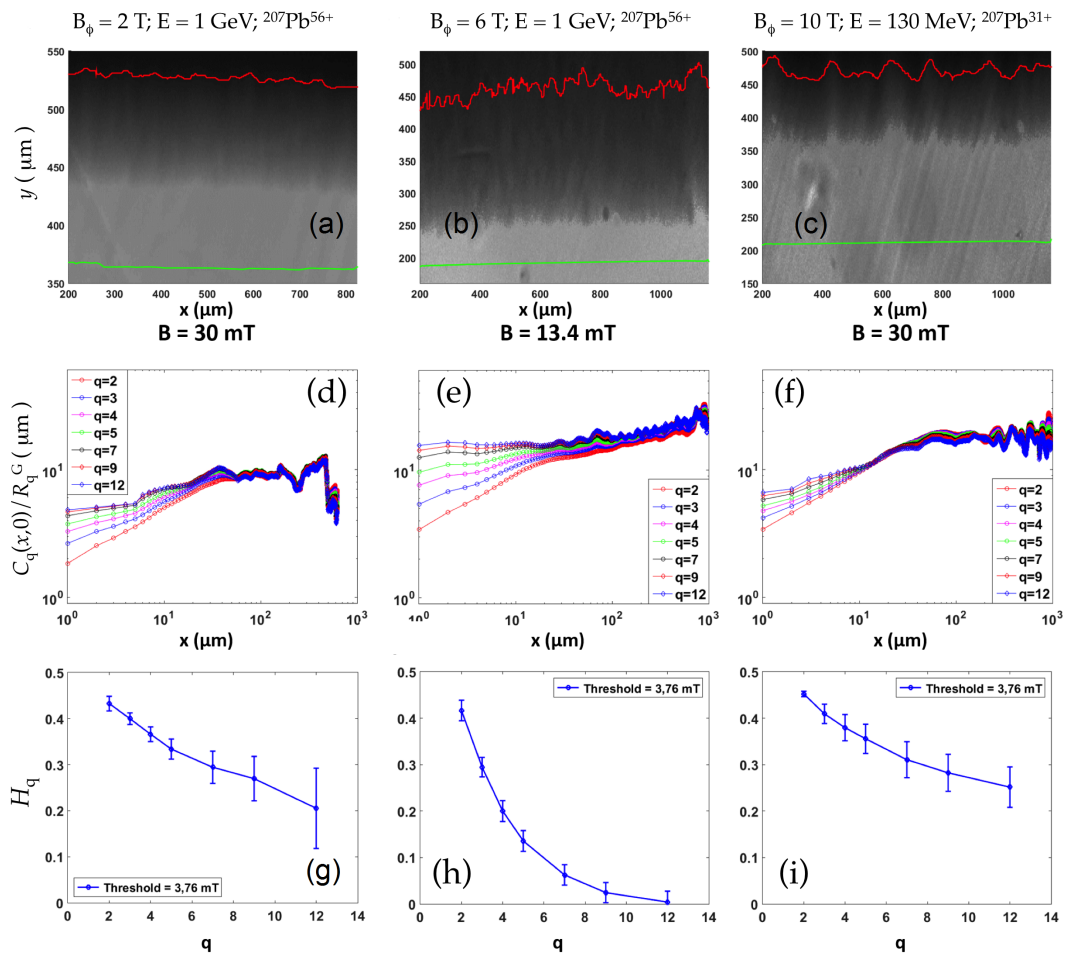 B_ϕ = 2 T; E = 1 GeV; ²⁰⁷Pb⁵⁶⁺
B_ϕ = 6 T; E = 1 GeV; ²⁰⁷Pb⁵⁶⁺
B_ϕ = 10 T; E = 130 MeV; ²⁰⁷Pb³¹⁺
y ( µm )
550
500
450
400
350
200 300 400 500 600 700 800
(a)
x (µm)
B = 30 mT
500
450
400
350
300
250
200
200 400 600 800 1000
(b)
x (µm)
B = 13.4 mT
500
450
400
350
300
250
200
150
200 400 600 800 1000
(c)
x (µm)
B = 30 mT
C_q(x,0)/R_q^G ( µm )
10¹
10⁰
q=2
q=3
q=4
q=5
q=7
q=9
q=12
(d)
10⁰ 10¹ 10² 10³
x (µm)
(e)
10¹
10⁰
q=2
q=3
q=4
q=5
q=7
q=9
q=12
10⁰ 10¹ 10² 10³
x (µm)
(f)
10¹
10⁰
q=2
q=3
q=4
q=5
q=7
q=9
q=12
10⁰ 10¹ 10² 10³
x (µm)
H_q
0.5
0.4
0.3
0.2
0.1
0
Threshold = 3,76 mT
(g)
0 2 4 6 8 10 12 14
q
0.5
0.4
0.3
0.2
0.1
0
Threshold = 3,76 mT
(h)
0 2 4 6 8 10 12 14
q
0.5
0.4
0.3
0.2
0.1
0
Threshold = 3,76 mT
(i)
0 2 4 6 8 10 12 14
q